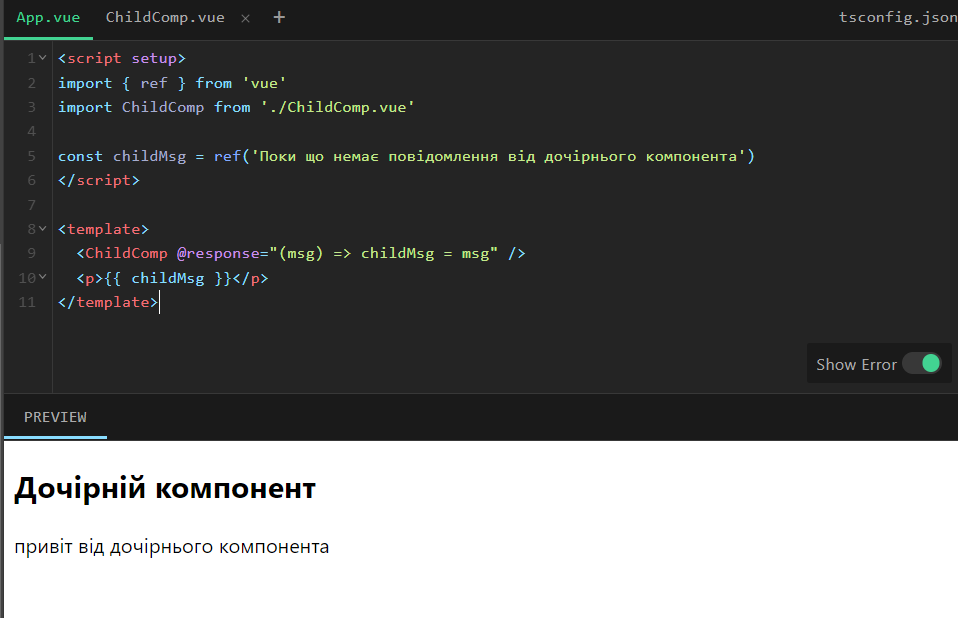 App.vue ChildComp.vue × + tsconfig.json
1 <script setup>
2 import { ref } from 'vue'
3 import ChildComp from './ChildComp.vue'
4
5 const childMsg = ref('Поки що немає повідомлення від дочірнього компонента')
6 </script>
7
8 <template>
9   <ChildComp @response="(msg) => childMsg = msg" />
10   <p>{{ childMsg }}</p>
11 </template>
Show Error
PREVIEW
Дочірній компонент
привіт від дочірнього компонента